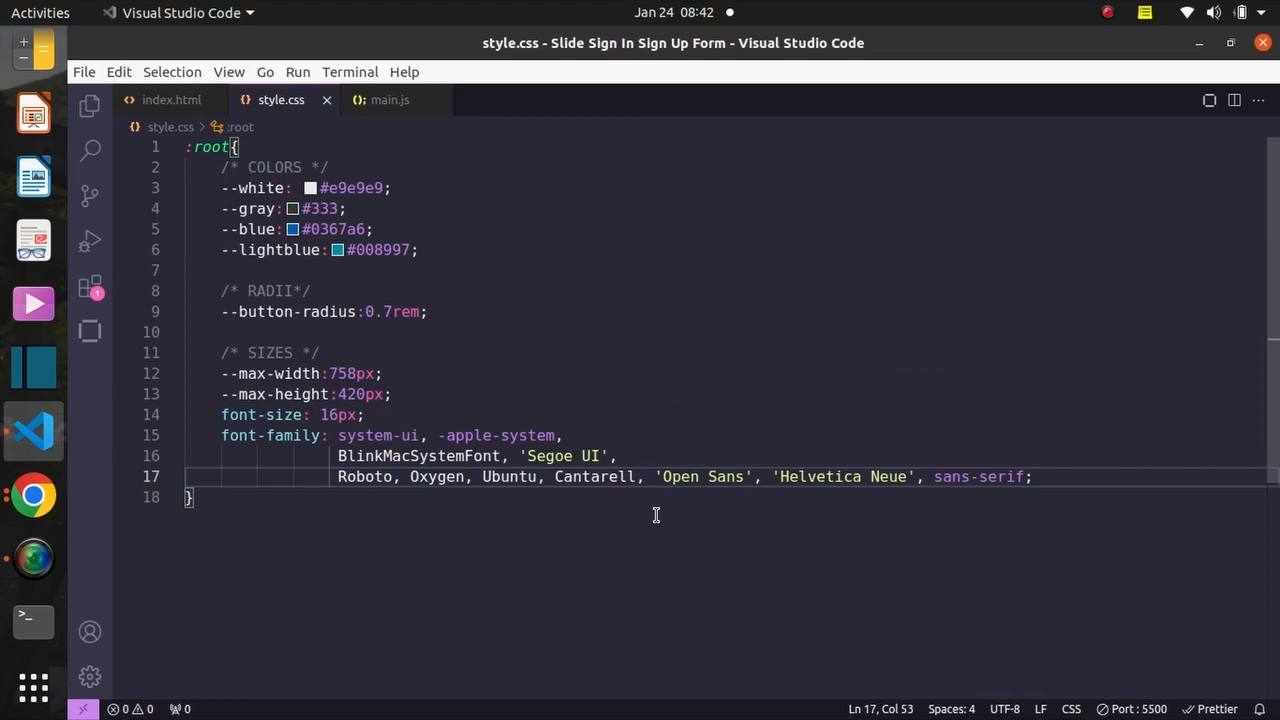 Activities Visual Studio Code Jan 24 08:42
style.css - Slide Sign In Sign Up Form - Visual Studio Code
File Edit Selection View Go Run Terminal Help
index.html style.css main.js
style.css > :root
1 :root{
2 /* COLORS */
3 --white: #e9e9e9;
4 --gray: #333;
5 --blue: #0367a6;
6 --lightblue: #008997;
7
8 /* RADII*/
9 --button-radius:0.7rem;
10
11 /* SIZES */
12 --max-width:758px;
13 --max-height:420px;
14 font-size: 16px;
15 font-family: system-ui, -apple-system,
16 BlinkMacSystemFont, 'Segoe UI',
17 Roboto, Oxygen, Ubuntu, Cantarell, 'Open Sans', 'Helvetica Neue', sans-serif;
18 }
1
0 0 0 Ln 17, Col 53 Spaces: 4 UTF-8 LF CSS Port : 5500 Prettier